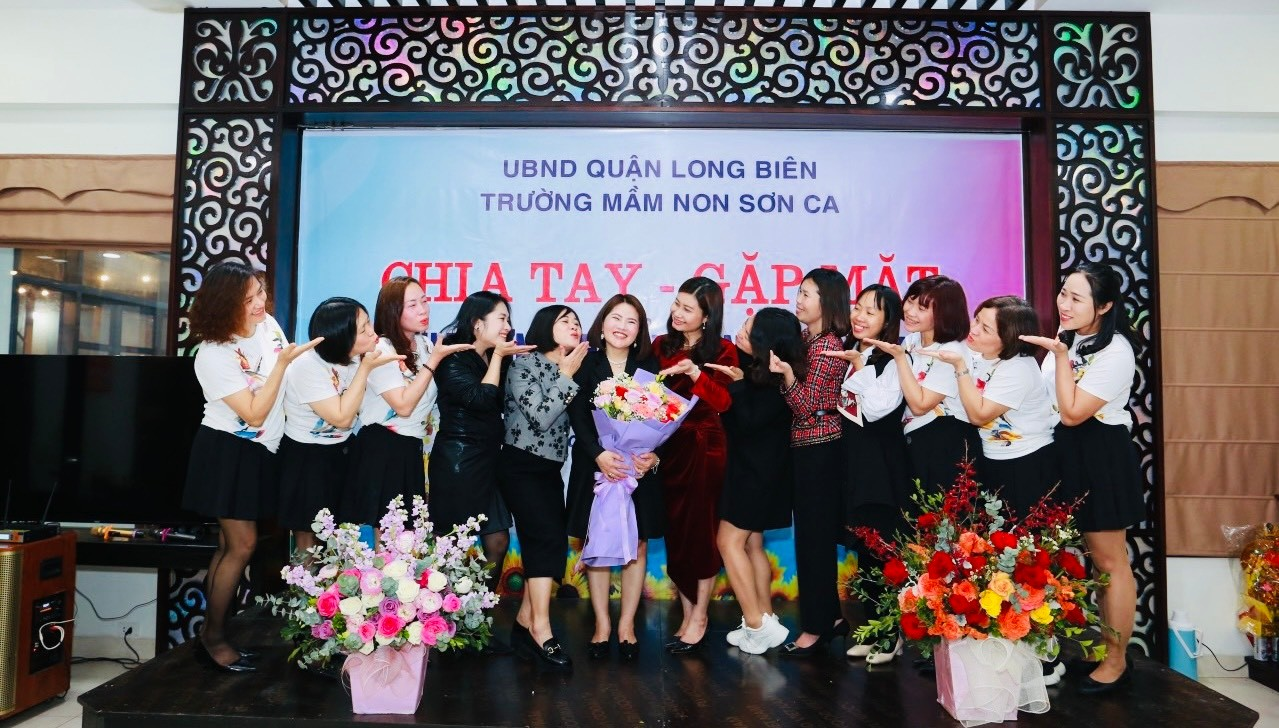 UBND QUẬN LONG BIÊN
TRƯỜNG MẦM NON SƠN CA
CHIA TAY - GẶP MẶT